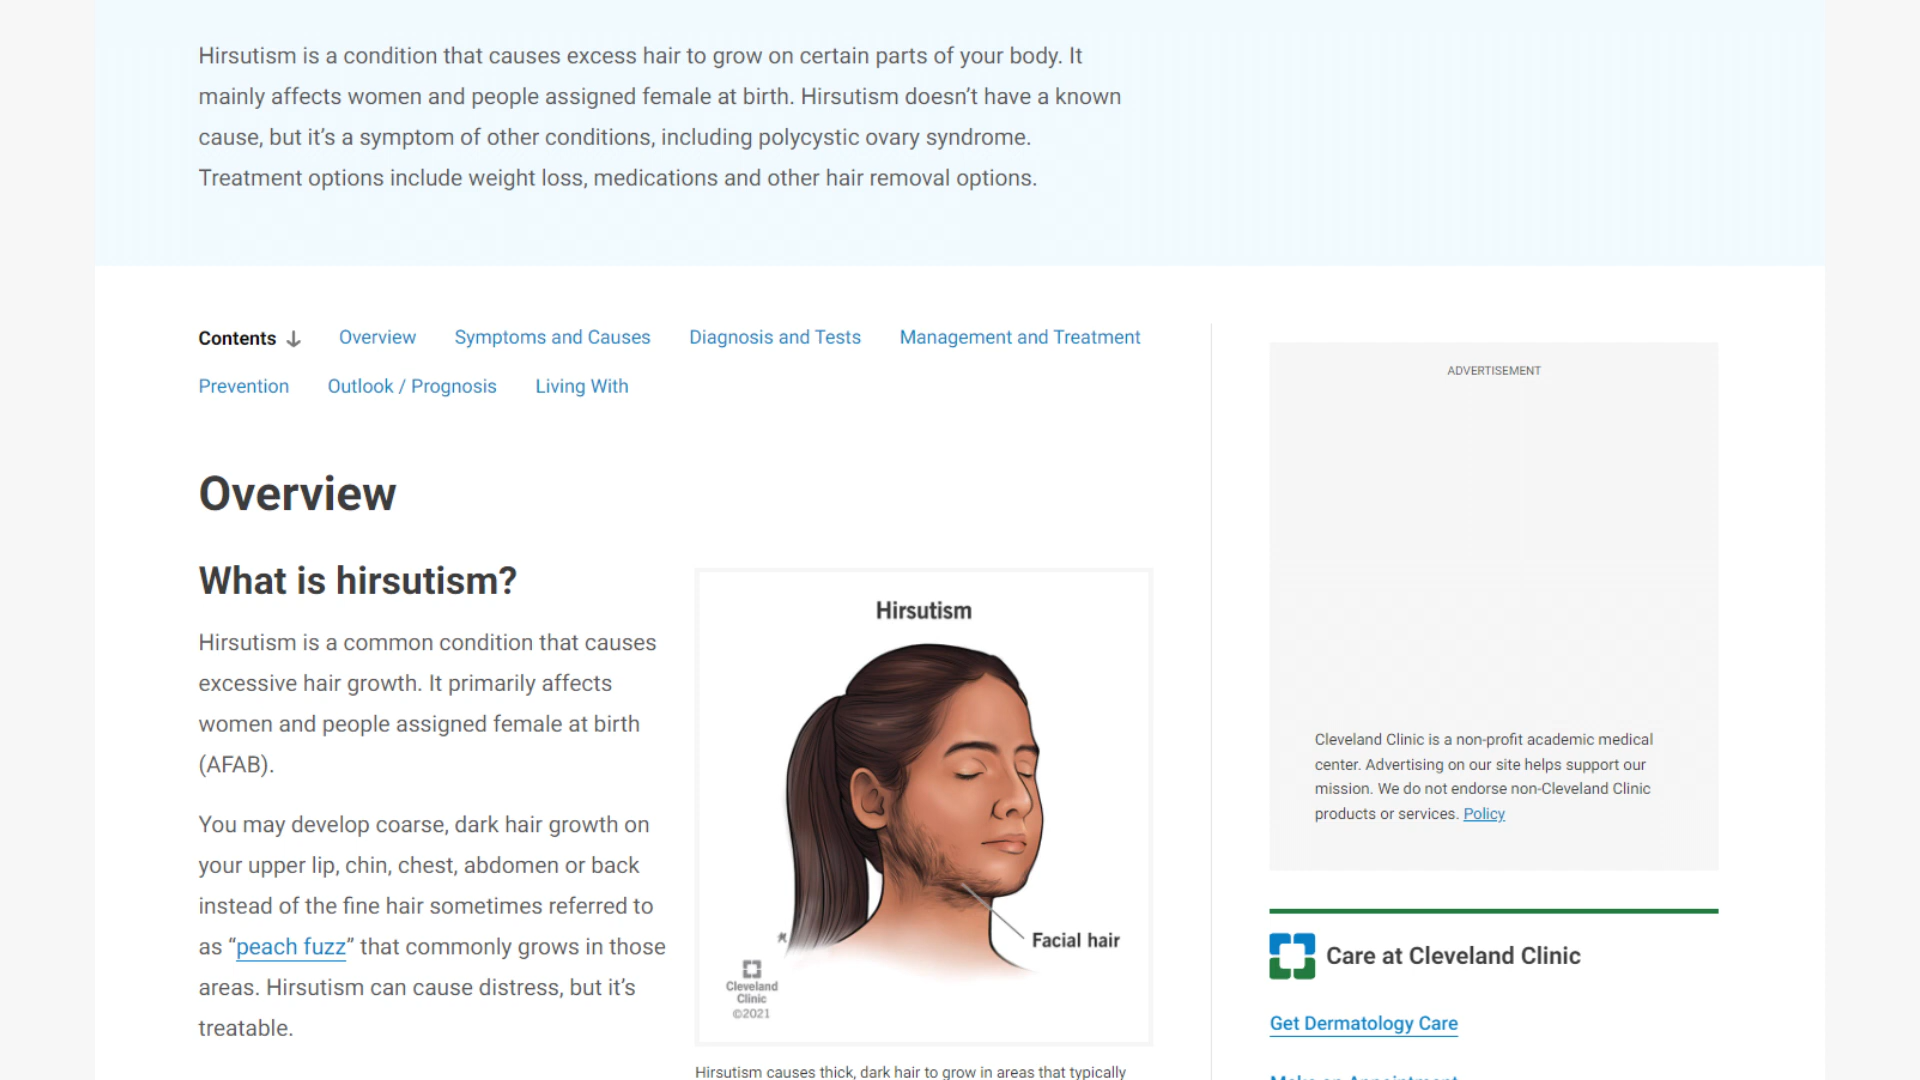 Hirsutism is a condition that causes excess hair to grow on certain parts of your body. It
mainly affects women and people assigned female at birth. Hirsutism doesn’t have a known
cause, but it’s a symptom of other conditions, including polycystic ovary syndrome.
Treatment options include weight loss, medications and other hair removal options.
Contents ↓ Overview Symptoms and Causes Diagnosis and Tests Management and Treatment
Prevention Outlook / Prognosis Living With
Overview
What is hirsutism?
Hirsutism is a common condition that causes
excessive hair growth. It primarily affects
women and people assigned female at birth
(AFAB).
You may develop coarse, dark hair growth on
your upper lip, chin, chest, abdomen or back
instead of the fine hair sometimes referred to
as “peach fuzz” that commonly grows in those
areas. Hirsutism can cause distress, but it’s
treatable.
Hirsutism
Facial hair
Cleveland
Clinic
©2021
Hirsutism causes thick, dark hair to grow in areas that typically
ADVERTISEMENT
Cleveland Clinic is a non-profit academic medical
center. Advertising on our site helps support our
mission. We do not endorse non-Cleveland Clinic
products or services. Policy
Care at Cleveland Clinic
Get Dermatology Care
Make an Appointment